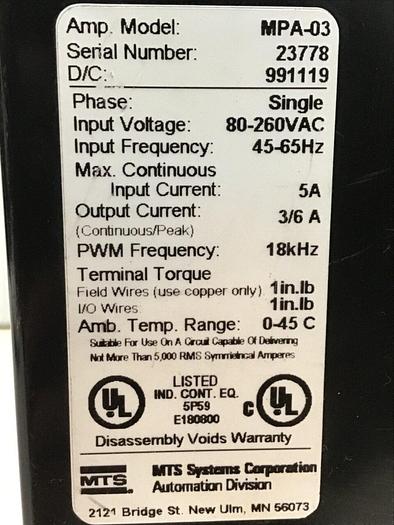 Amp. Model: MPA-03
Serial Number: 23778
D/C: 991119
Phase: Single
Input Voltage: 80-260VAC
Input Frequency: 45-65Hz
Max. Continuous
Input Current: 5A
Output Current: 3/6 A
(Continuous/Peak)
PWM Frequency: 18kHz
Terminal Torque
Field Wires (use copper only) 1in.lb
I/O Wires: 1in.lb
Amb. Temp. Range: 0-45 C
Suitable For Use On A Circuit Capable Of Delivering
Not More Than 5,000 RMS Symmielncal Amperes
UL LISTED c UL
IND. CONT. EQ.
5P59
E180800
Disassembly Voids Warranty
MTS MTS Systems Corporation
Automation Division
2121 Bridge St. New Ulm, MN 56073